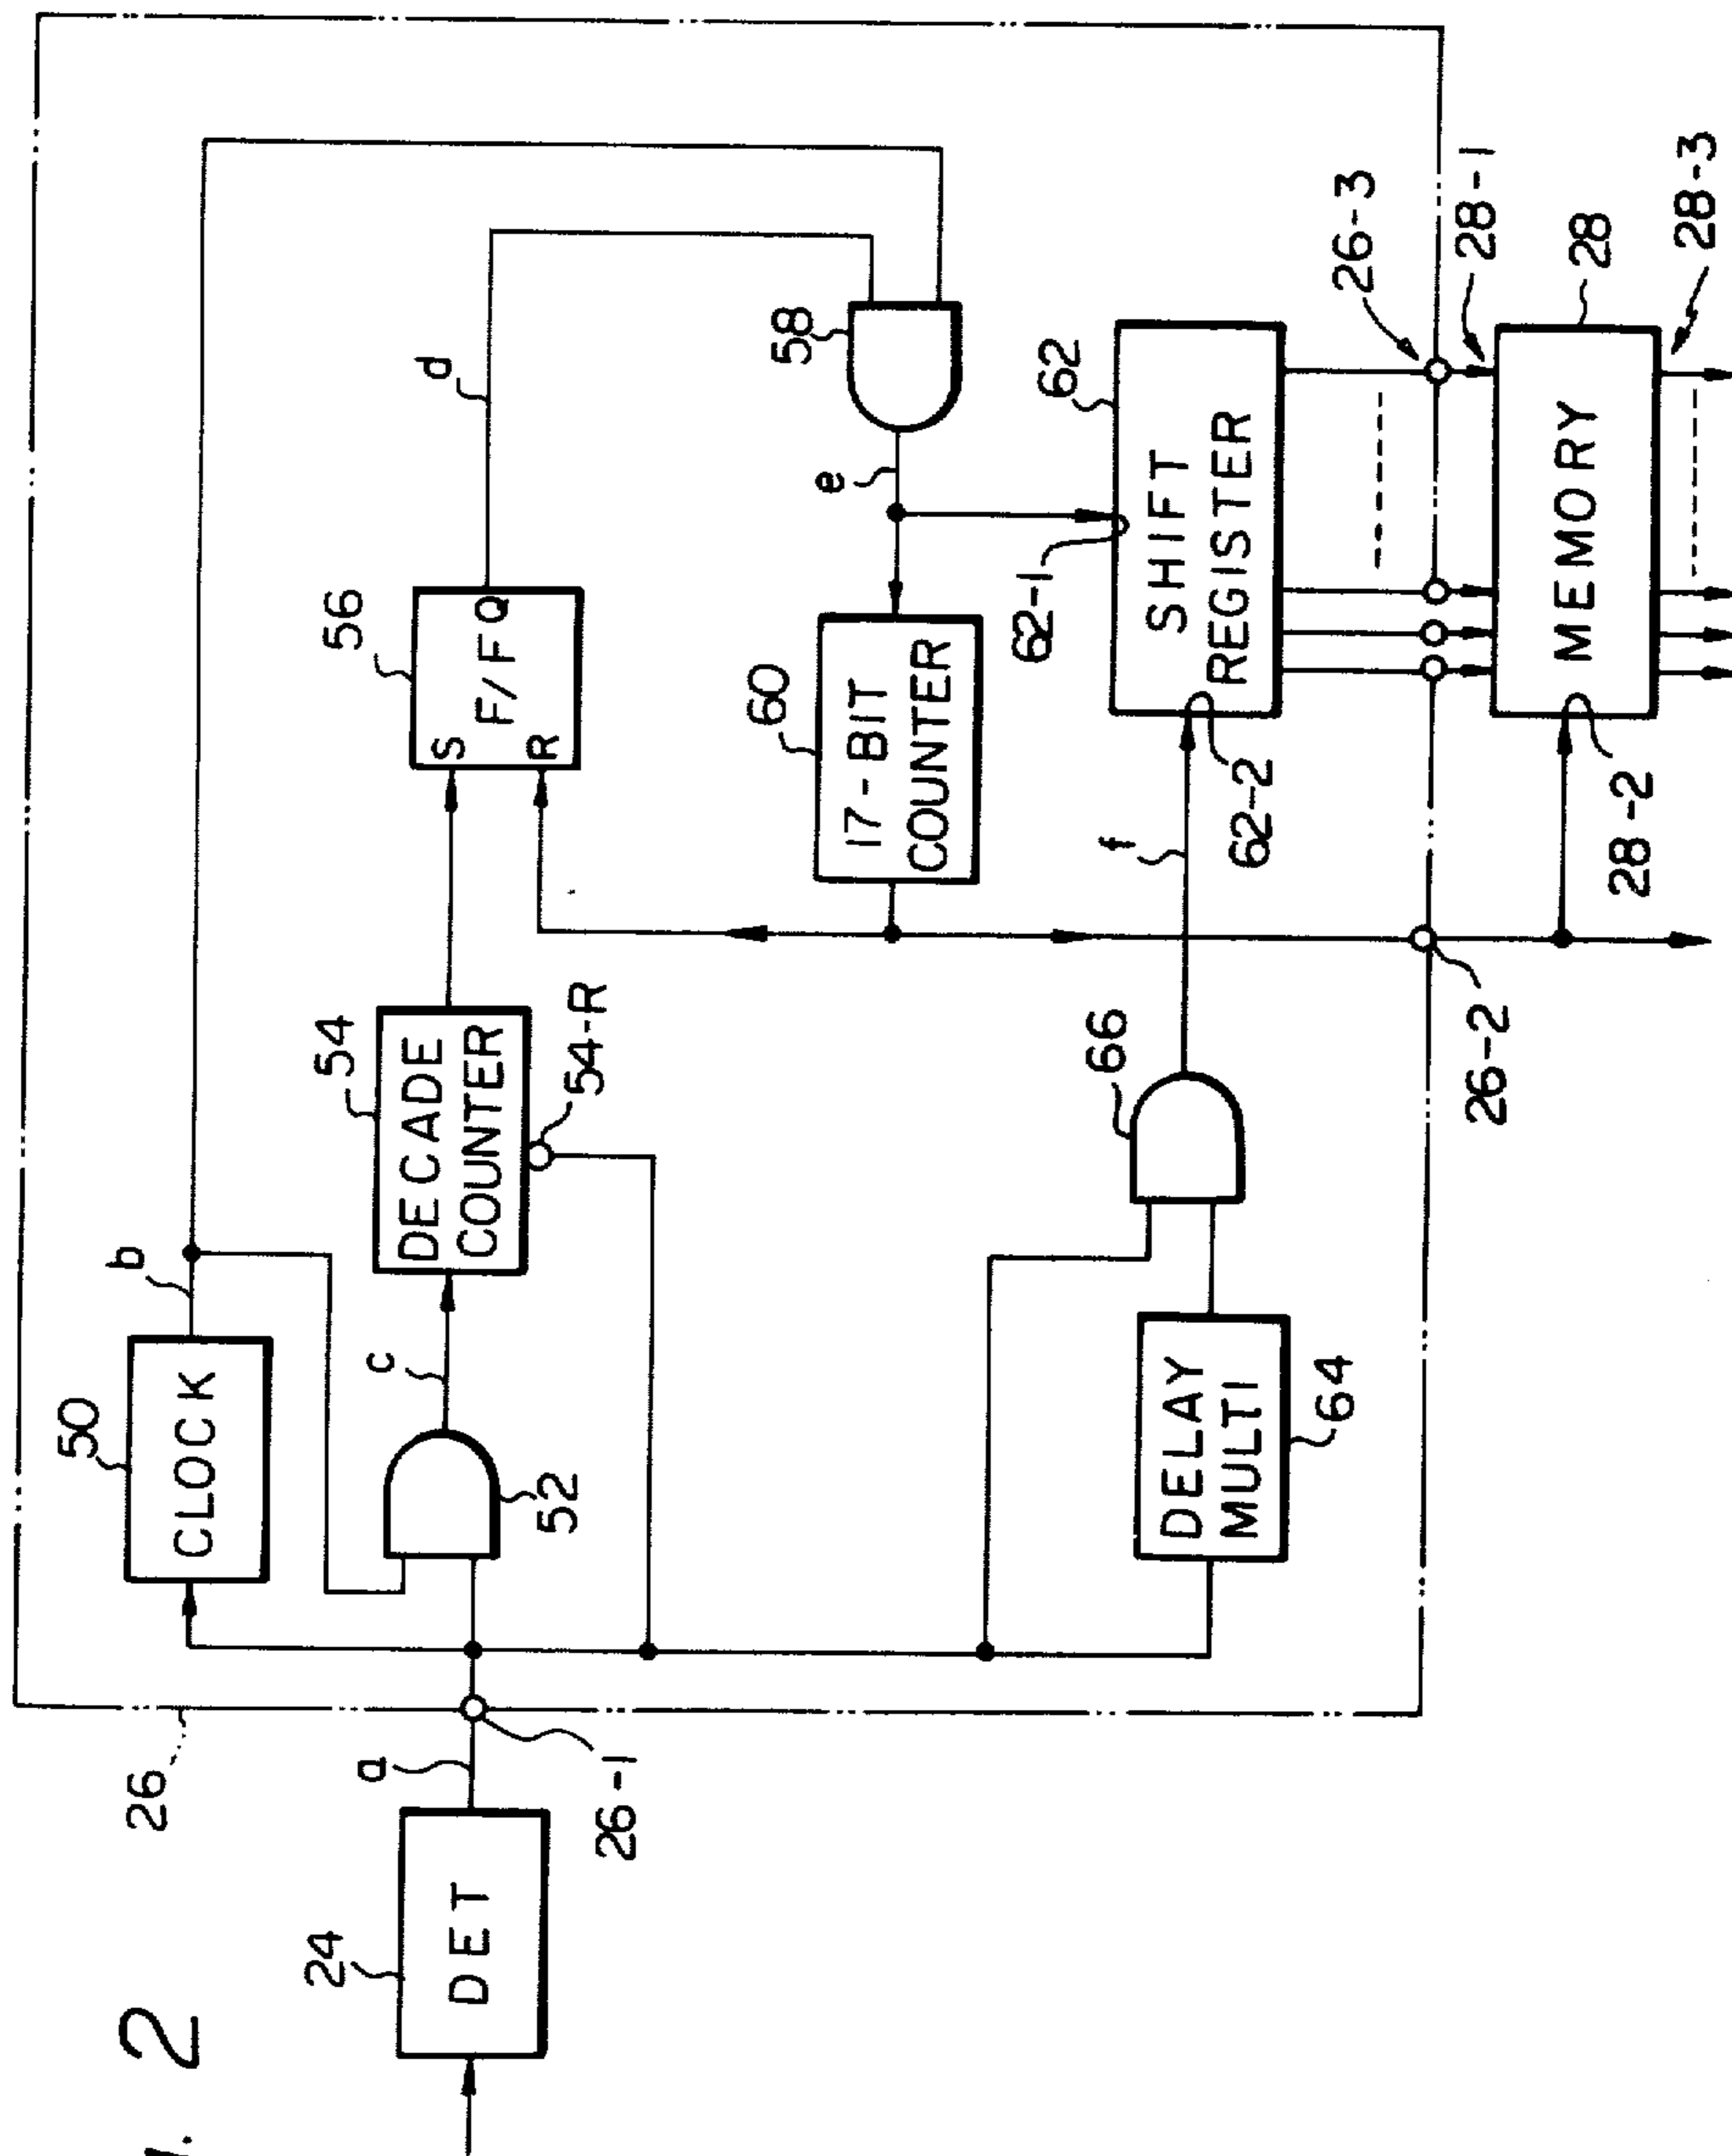 2
26
50
CLOCK
b
24
DET
a
26-1
52
c
54
DECADE
COUNTER
54-R
56
S
F/F Q
R
d
58
e
60
17-BIT
COUNTER
62-1
62
SHIFT
REGISTER
62-2
f
66
64
DELAY
MULTI
26-2
26-3
28-1
28
MEMORY
28-2
28-3